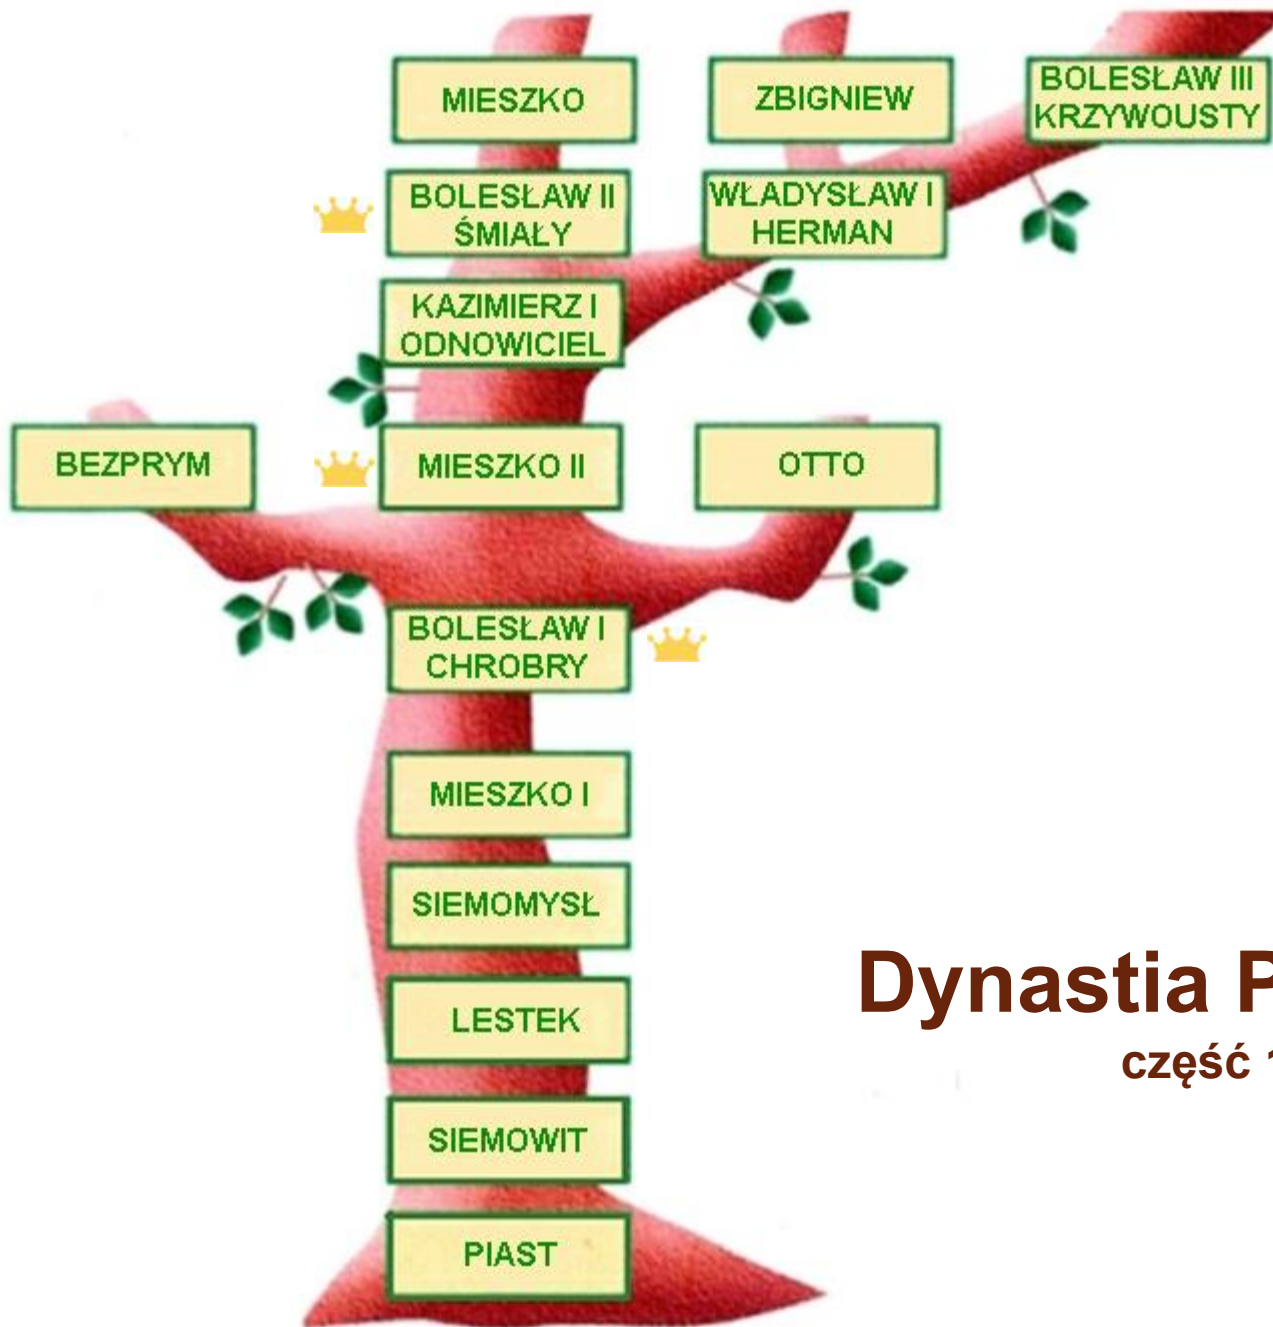 MIESZKO
ZBIGNIEW
BOLESŁAW III
KRZYWOUSTY
BOLESŁAW II
ŚMIAŁY
WŁADYSŁAW I
HERMAN
KAZIMIERZ I
ODNOWICIEL
BEZPRYM
MIESZKO II
OTTO
BOLESŁAW I
CHROBRY
MIESZKO I
SIEMOMYSŁ
LESTEK
SIEMOWIT
PIAST
Dynastia P
część 1